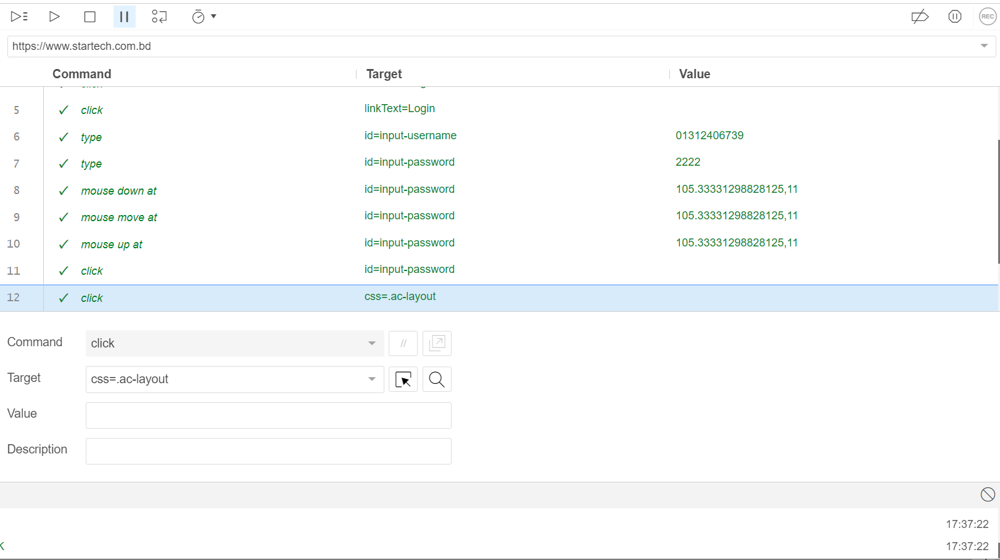 REC
https://www.startech.com.bd
Command Target Value
5 ✓ click linkText=Login
6 ✓ type id=input-username 01312406739
7 ✓ type id=input-password 2222
8 ✓ mouse down at id=input-password 105.33331298828125,11
9 ✓ mouse move at id=input-password 105.33331298828125,11
10 ✓ mouse up at id=input-password 105.33331298828125,11
11 ✓ click id=input-password
12 ✓ click css=.ac-layout
Command click //
Target css=.ac-layout
Value
Description
17:37:22
17:37:22